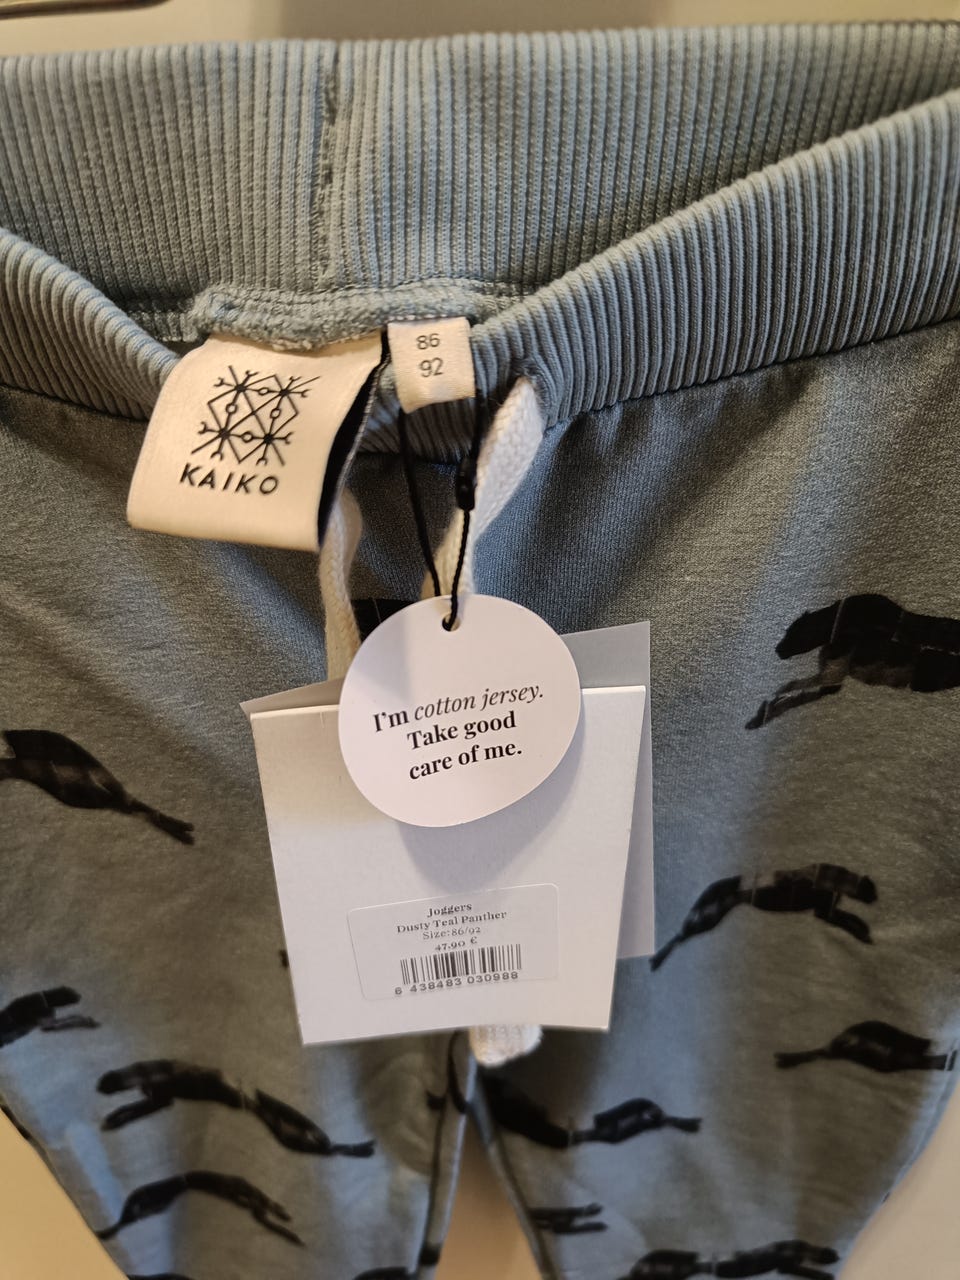 86
92
KAIKO
I'm cotton jersey.
Take good
care of me.
Joggers
Dusty Teal Panther
Size: 86/92
47,90 €
6 438483 030988